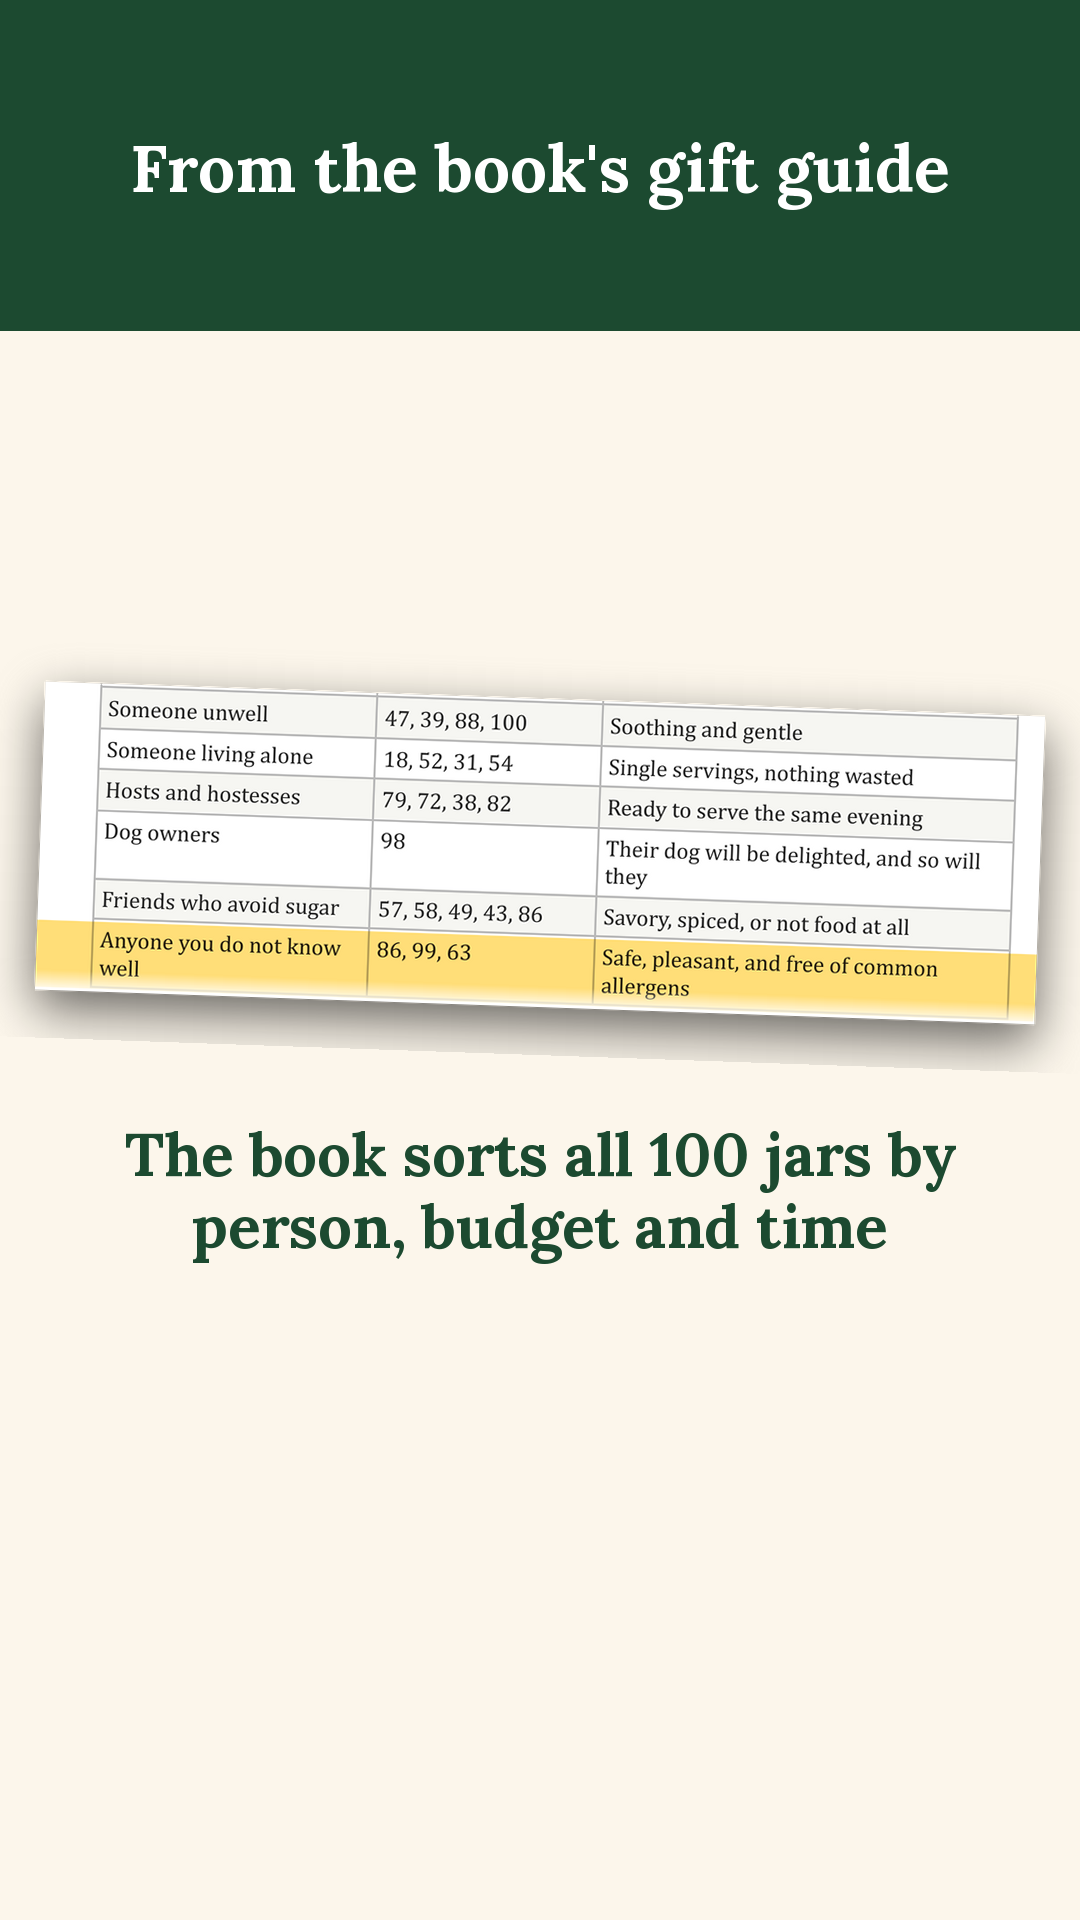 From the book's gift guide
Someone unwell 47, 39, 88, 100 Soothing and gentle
Someone living alone 18, 52, 31, 54 Single servings, nothing wasted
Hosts and hostesses 79, 72, 38, 82 Ready to serve the same evening
Dog owners 98 Their dog will be delighted, and so will
they
Friends who avoid sugar 57, 58, 49, 43, 86 Savory, spiced, or not food at all
Anyone you do not know 86, 99, 63 Safe, pleasant, and free of common
well allergens
The book sorts all 100 jars by
person, budget and time